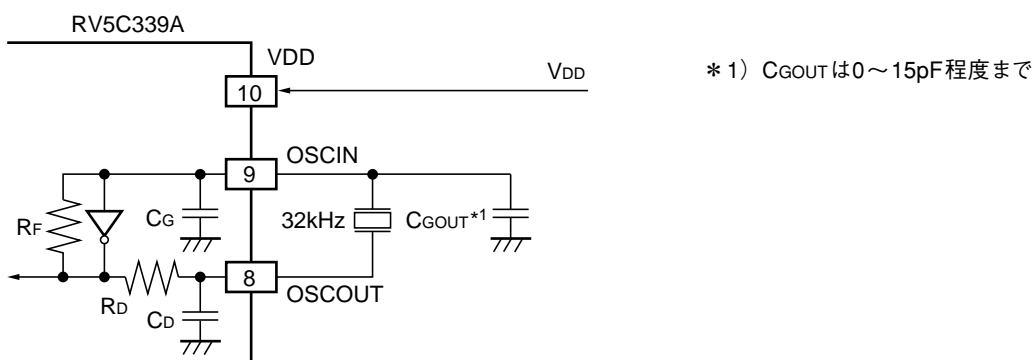 RV5C339A
VDD
10
VDD
＊1）CGOUTは0～15pF程度まで
OSCIN
9
RF
CG
32kHz
CGOUT*1
8
OSCOUT
RD
CD